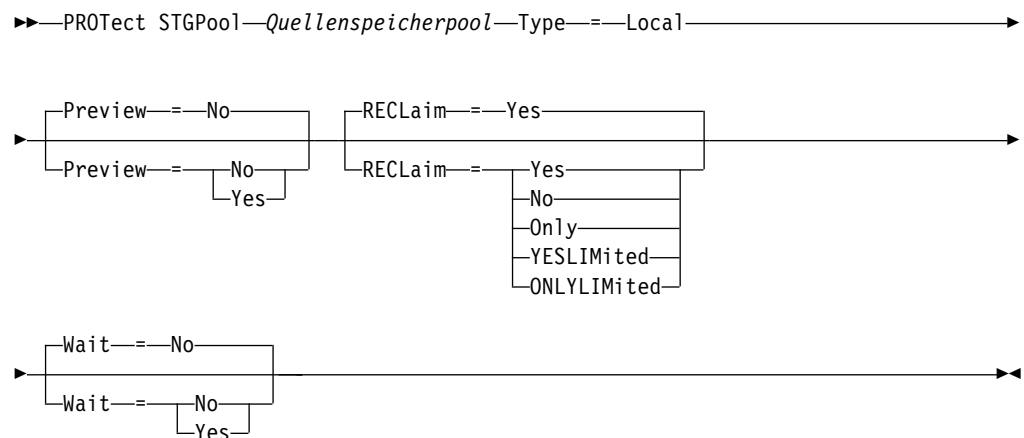 PROTect STGPool Quellenspeicherpool Type = Local
Preview = No RECLaim = Yes
Preview = No RECLaim = Yes
Yes No
Only
YESLIMited
ONLYLIMited
Wait = No
Wait = No
Yes